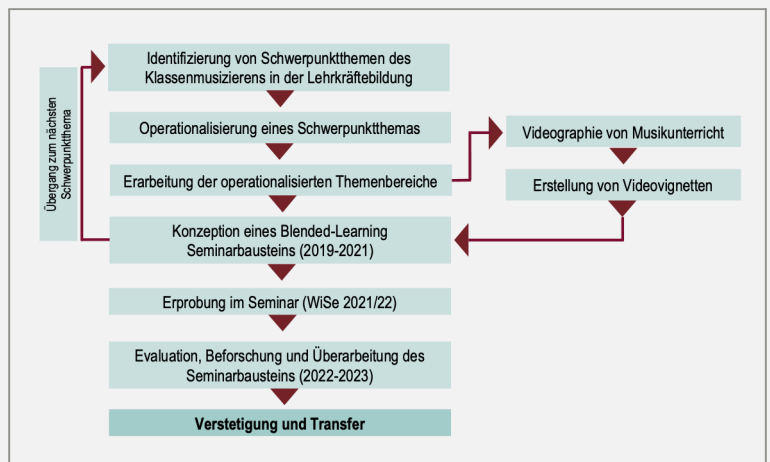 Identifizierung von Schwerpunktthemen des
Klassenmusizierens in der Lehrkräftebildung
Operationalisierung eines Schwerpunktthemas
Erarbeitung der operationalisierten Themenbereiche
Videographie von Musikunterricht
Erstellung von Videovignetten
Übergang zum nächsten
Schwerpunktthema
Konzeption eines Blended-Learning
Seminarbausteins (2019-2021)
Erprobung im Seminar (WiSe 2021/22)
Evaluation, Beforschung und Überarbeitung des
Seminarbausteins (2022-2023)
Verstetigung und Transfer